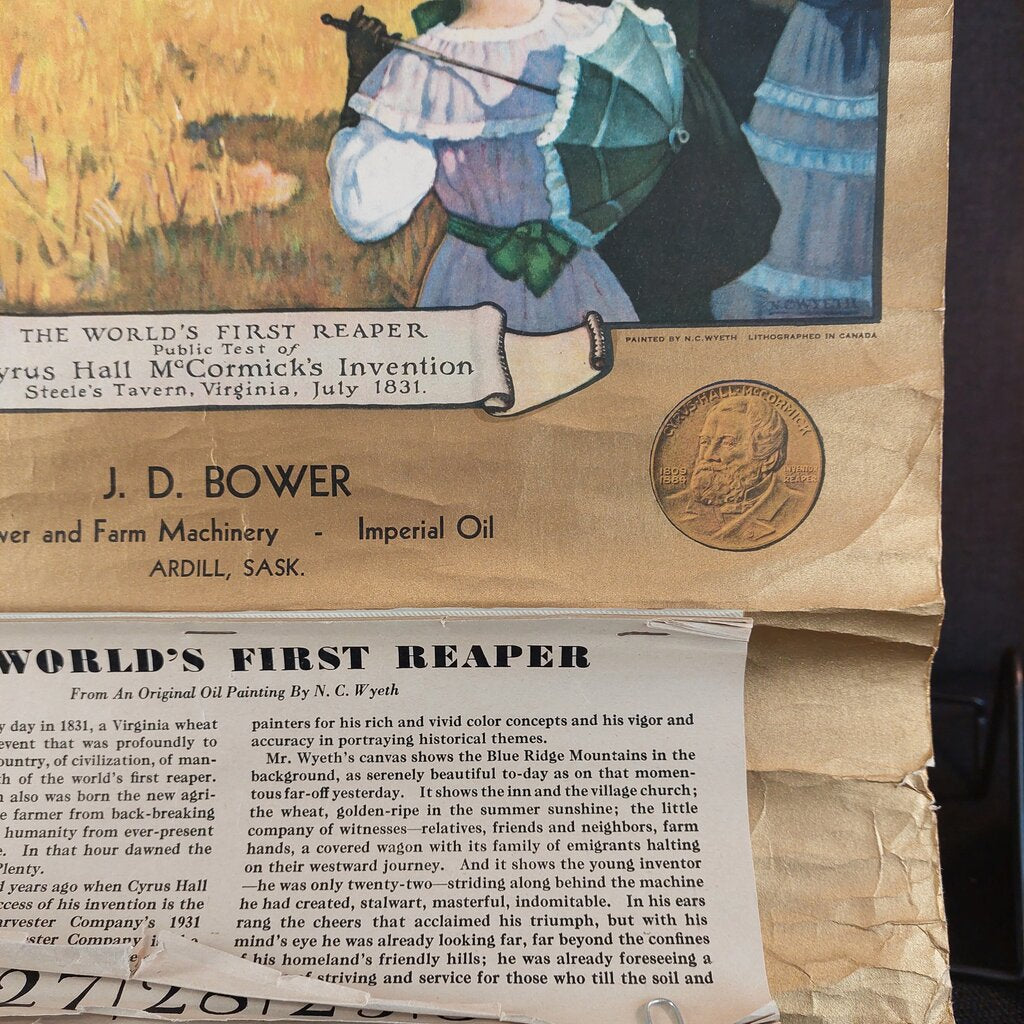 N.C.WYETH
THE WORLD'S FIRST REAPER
Public Test of
yrus Hall McCormick's Invention
Steele's Tavern, Virginia, July 1831.
PAINTED BY N.C.WYETH LITHOGRAPHED IN CANADA
CYRUS·HALL·McCORMICK
1809
1884
INVENTOR
REAPER
J. D. BOWER
wer and Farm Machinery - Imperial Oil
ARDILL, SASK.
WORLD'S FIRST REAPER
From An Original Oil Painting By N. C. Wyeth
y day in 1831, a Virginia wheat
event that was profoundly to
ountry, of civilization, of man-
th of the world's first reaper.
n also was born the new agri-
e farmer from back-breaking
humanity from ever-present
e. In that hour dawned the
Plenty.
d years ago when Cyrus Hall
ccess of his invention is the
arvester Company's 1931
ster Company
painters for his rich and vivid color concepts and his vigor and
accuracy in portraying historical themes.
Mr. Wyeth's canvas shows the Blue Ridge Mountains in the
background, as serenely beautiful to-day as on that momen-
tous far-off yesterday. It shows the inn and the village church;
the wheat, golden-ripe in the summer sunshine; the little
company of witnesses—relatives, friends and neighbors, farm
hands, a covered wagon with its family of emigrants halting
on their westward journey. And it shows the young inventor
—he was only twenty-two—striding along behind the machine
he had created, stalwart, masterful, indomitable. In his ears
rang the cheers that acclaimed his triumph, but with his
mind's eye he was already looking far, far beyond the confines
of his homeland's friendly hills; he was already foreseeing a
of striving and service for those who till the soil and
27 28